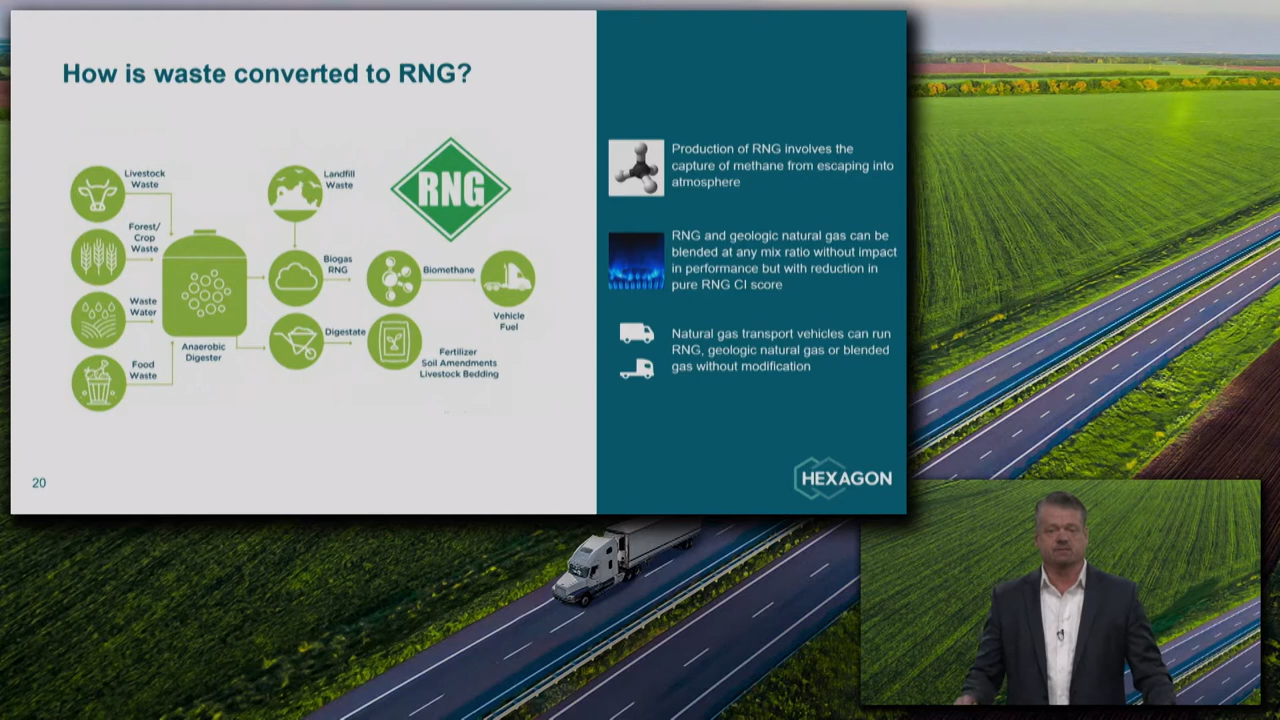 How is waste converted to RNG?
Livestock
Waste
Forest/
Crop
Waste
Waste
Water
Food
Waste
Anaerobic
Digester
Landfill
Waste
Biogas
RNG
Digestate
RNG
Biomethane
Vehicle
Fuel
Fertilizer
Soil Amendments
Livestock Bedding
20
Production of RNG involves the
capture of methane from escaping into
atmosphere
RNG and geologic natural gas can be
blended at any mix ratio without impact
in performance but with reduction in
pure RNG CI score
Natural gas transport vehicles can run
RNG, geologic natural gas or blended
gas without modification
HEXAGON